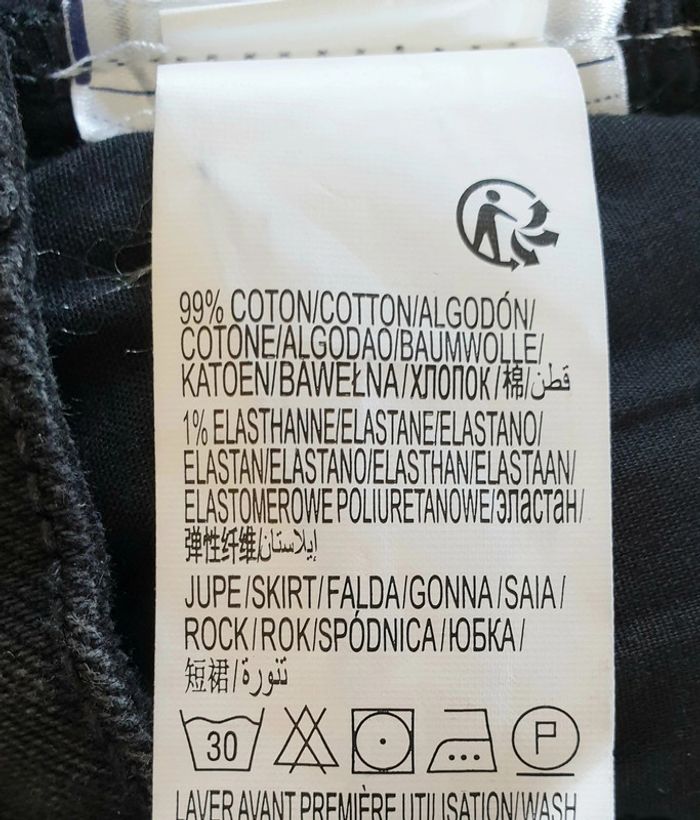 99% COTON/COTTON/ALGODÓN/
COTONE/ALGODAO/BAUMWOLLE/
KATOEN/BAWEŁNA/ХЛОПОК/棉/قطن
1% ELASTHANNE/ELASTANE/ELASTANO/
ELASTAN/ELASTANO/ELASTHAN/ELASTAAN/
ELASTOMEROWE POLIURETANOWE/Эластан/
弹性纤维/إيلاستان
JUPE/SKIRT/FALDA/GONNA/SAIA/
ROCK/ROK/SPÓDNICA/ЮБКА/
短裙/تنورة
30 P
LAVER AVANT PREMIÈRE UTILISATION/WASH